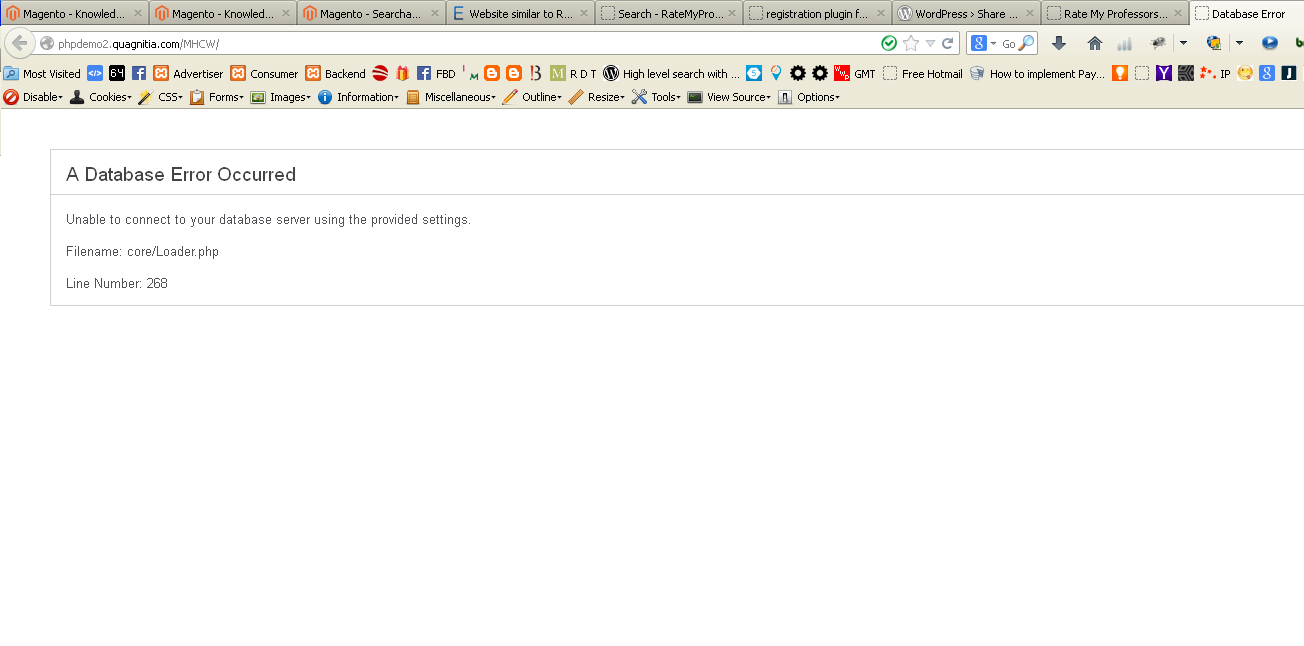 Magento - Knowled... Magento - Knowled... Magento - Searcha... Website similar to R... Search - RateMyPro... registration plugin f... WordPress › Share ... Rate My Professors... Database Error
phpdemo2.quagnitia.com/MHCW/ Go
Most Visited 64 Advertiser Consumer Backend FBD M R D T High level search with ... GMT Free Hotmail How to implement Pay... IP
Disable Cookies CSS Forms Images Information Miscellaneous Outline Resize Tools View Source Options
A Database Error Occurred
Unable to connect to your database server using the provided settings.
Filename: core/Loader.php
Line Number: 268